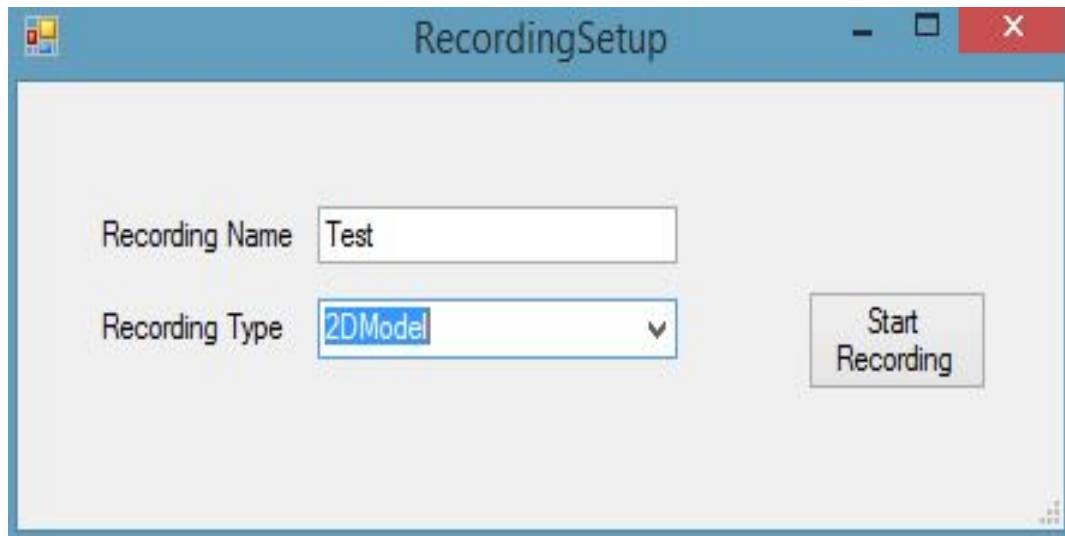 RecordingSetup
Recording Name
Test
Recording Type
2DModel
Start
Recording